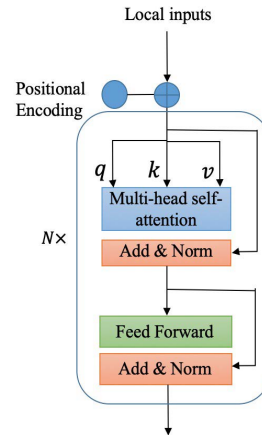 Local inputs
Positional
Encoding
q k v
Multi-head self-
attention
N×
Add & Norm
Feed Forward
Add & Norm